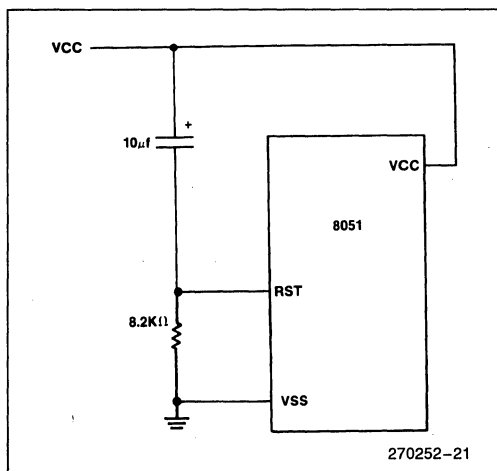 VCC
+
10μf
VCC
8051
RST
8.2KΩ
VSS
270252-21